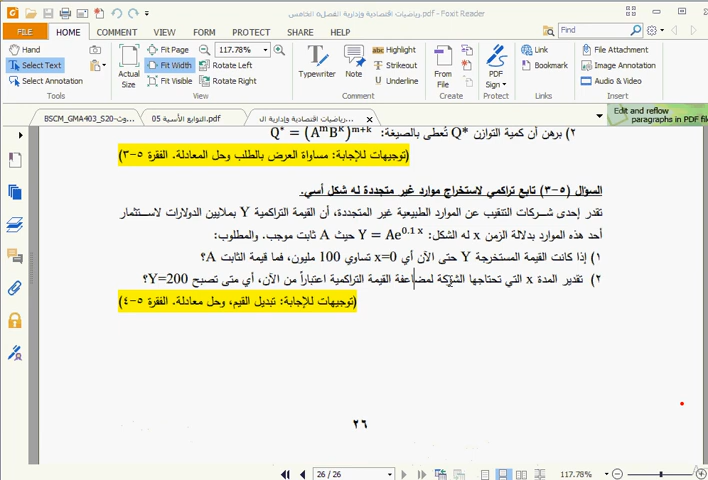 رياضيات اقتصادية وإدارية الفصل٥ الخامس.pdf - Foxit Reader
FILE HOME COMMENT VIEW FORM PROTECT SHARE HELP Find
Hand
Select Text
Select Annotation
Actual Size
Fit Page
Fit Width
117.78%
Rotate Left
Rotate Right
Typewriter
Note
Highlight
Strikeout
Underline
From File
PDF Sign
Link
Bookmark
File Attachment
Image Annotation
Audio & Video
Tools View Comment Create Protect Links Insert
BSCM_GMA403_S20-ثوث... التوابع الأسية 05.pdf رياضيات اقتصادية وإدارية ال...
Edit and reflow
paragraphs in PDF file
٢) برهن أن كمية التوازن Q* تُعطى بالصيغة: Q* = (AᵐBᵏ)ᵐ⁺ᵏ
(توجيهات للإجابة: مساواة العرض بالطلب وحل المعادلة. الفقرة ٥-٣)
السؤال (٥-٣) تابع تراكمي لاستخراج موارد غير متجددة له شكل أسي.
تقدر إحدى شركات التنقيب عن الموارد الطبيعية غير المتجددة، أن القيمة التراكمية Y بملايين الدولارات لاستثمار
أحد هذه الموارد بدلالة الزمن x له الشكل: Y = Ae⁰·¹ ˣ حيث A ثابت موجب. والمطلوب:
١) إذا كانت القيمة المستخرجة Y حتى الآن أي x=0 تساوي 100 مليون، فما قيمة الثابت A؟
٢) تقدير المدة x التي تحتاجها الشركة لمضاعفة القيمة التراكمية اعتباراً من الآن، أي متى تصبح Y=200؟
(توجيهات للإجابة: تبديل القيم، وحل معادلة. الفقرة ٥-٤)
٢٦
26 / 26 117.78%